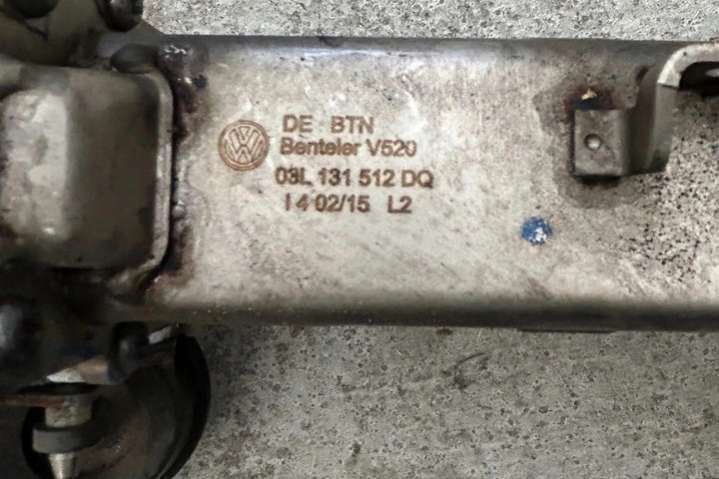 DE BTN
Benteler V520
03L 131 512 DQ
I 4 02/15 L2